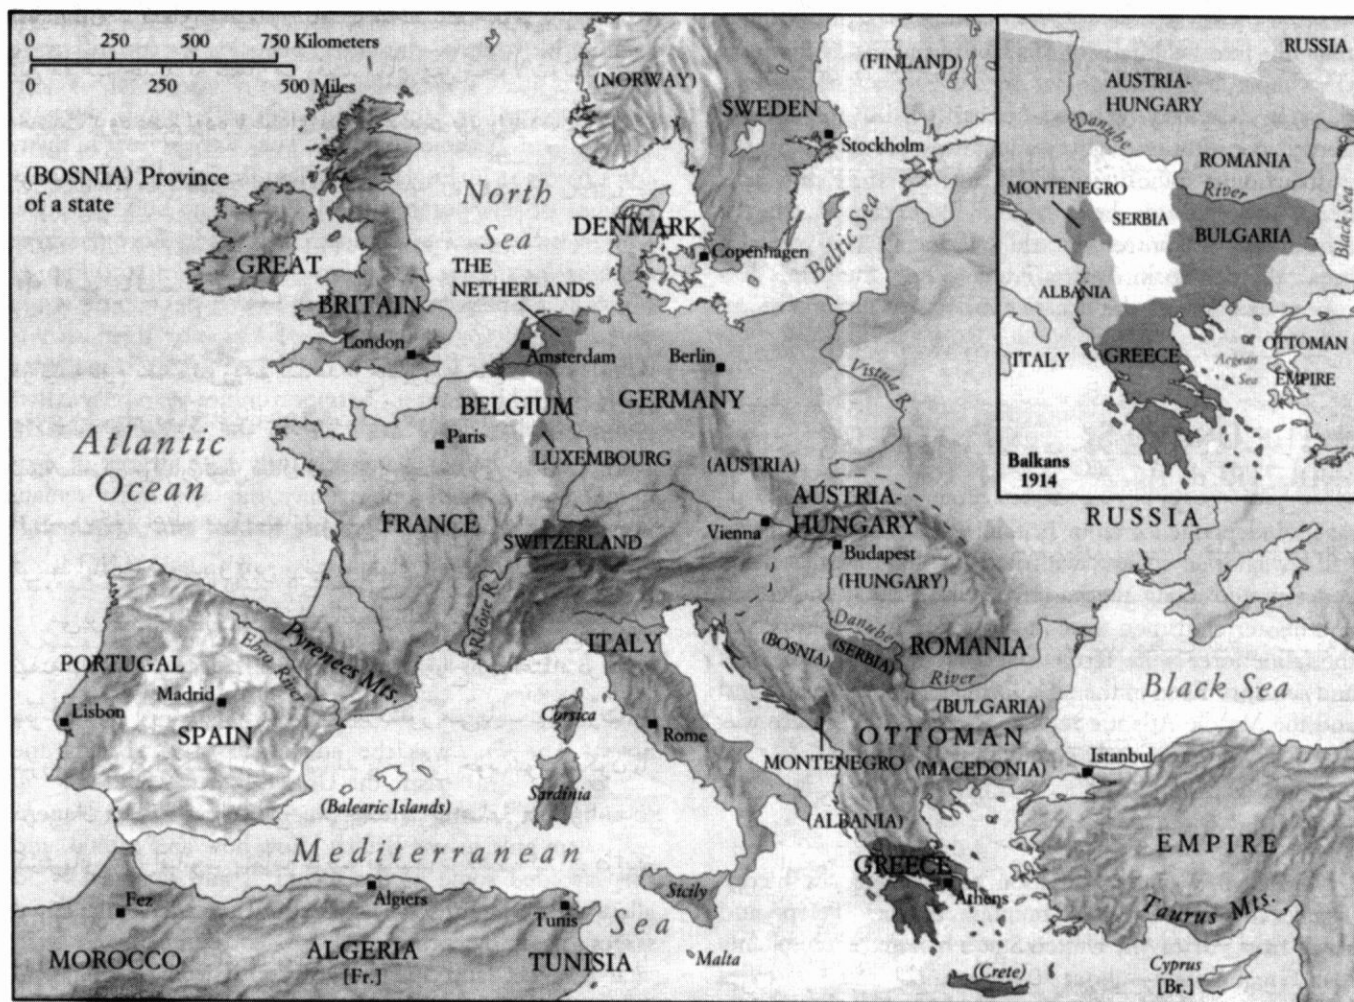 0 250 500 750 Kilometers
0 250 500 Miles
(BOSNIA) Province
of a state
North
Sea
(NORWAY)
SWEDEN
(FINLAND)
Stockholm
DENMARK
Copenhagen
Baltic Sea
THE
NETHERLANDS
GREAT
BRITAIN
London
Amsterdam
Berlin
Vistula R.
BELGIUM
GERMANY
Atlantic
Ocean
Paris
LUXEMBOURG
(AUSTRIA)
FRANCE
SWITZERLAND
Vienna
AUSTRIA-
HUNGARY
Budapest
(HUNGARY)
RUSSIA
Rhône R.
Pyrenees Mts.
Ebro River
PORTUGAL
Lisbon
Madrid
SPAIN
ITALY
Corsica
Rome
Sardinia
(Balearic Islands)
(BOSNIA)
Danube
(SERBIA)
ROMANIA
River
(BULGARIA)
Black Sea
OTTOMAN
MONTENEGRO
(MACEDONIA)
Istanbul
(ALBANIA)
EMPIRE
GREECE
Athens
Taurus Mts.
Mediterranean
Sea
Fez
Algiers
Tunis
Sicily
MOROCCO
ALGERIA
[Fr.]
TUNISIA
Malta
(Crete)
Cyprus
[Br.]
RUSSIA
AUSTRIA-
HUNGARY
Danube
ROMANIA
River
MONTENEGRO
SERBIA
BULGARIA
Black Sea
ALBANIA
ITALY
GREECE
Aegean
Sea
OTTOMAN
EMPIRE
Balkans
1914